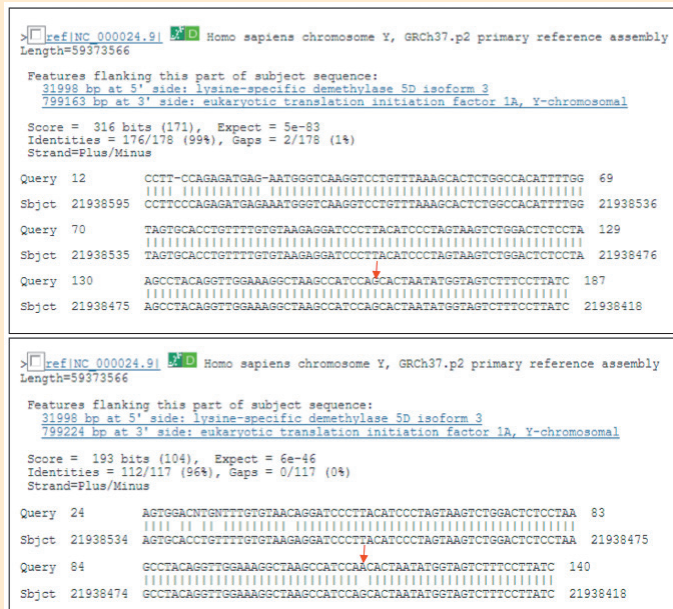 >ref|NC_000024.9| D Homo sapiens chromosome Y, GRCh37.p2 primary reference assembly
Length=59373566
Features flanking this part of subject sequence:
31998 bp at 5' side: lysine-specific demethylase 5D isoform 3
799163 bp at 3' side: eukaryotic translation initiation factor 1A, Y-chromosomal
Score = 316 bits (171), Expect = 5e-83
Identities = 176/178 (99%), Gaps = 2/178 (1%)
Strand=Plus/Minus
Query 12 CCTT-CCAGAGATGAG-AATGGGTCAAGGTCCTGTTTAAAGCACTCTGGCCACATTTTGG 69
Sbjct 21938595 CCTTCCCAGAGATGAGAAATGGGTCAAGGTCCTGTTTAAAGCACTCTGGCCACATTTTGG 21938536
Query 70 TAGTGCACCTGTTTTGTGTAAGAGGATCCCTTACATCCCTAGTAAGTCTGGACTCTCCTA 129
Sbjct 21938535 TAGTGCACCTGTTTTGTGTAAGAGGATCCCTTACATCCCTAGTAAGTCTGGACTCTCCTA 21938476
Query 130 AGCCTACAGGTTGGAAAGGCTAAGCCATCCAGCACTAATATGGTAGTCTTTCCTTATC 187
Sbjct 21938475 AGCCTACAGGTTGGAAAGGCTAAGCCATCCAGCACTAATATGGTAGTCTTTCCTTATC 21938418
>ref|NC_000024.9| D Homo sapiens chromosome Y, GRCh37.p2 primary reference assembly
Length=59373566
Features flanking this part of subject sequence:
31998 bp at 5' side: lysine-specific demethylase 5D isoform 3
799224 bp at 3' side: eukaryotic translation initiation factor 1A, Y-chromosomal
Score = 193 bits (104), Expect = 6e-46
Identities = 112/117 (96%), Gaps = 0/117 (0%)
Strand=Plus/Minus
Query 24 AGTGGACNTGNTTTGTGTAACAGGATCCCTTACATCCCTAGTAAGTCTGGACTCTCCTAA 83
Sbjct 21938534 AGTGCACCTGTTTTGTGTAAGAGGATCCCTTACATCCCTAGTAAGTCTGGACTCTCCTAA 21938475
Query 84 GCCTACAGGTTGGAAAGGCTAAGCCATCCAACACTAATATGGTAGTCTTTCCTTATC 140
Sbjct 21938474 GCCTACAGGTTGGAAAGGCTAAGCCATCCAGCACTAATATGGTAGTCTTTCCTTATC 21938418